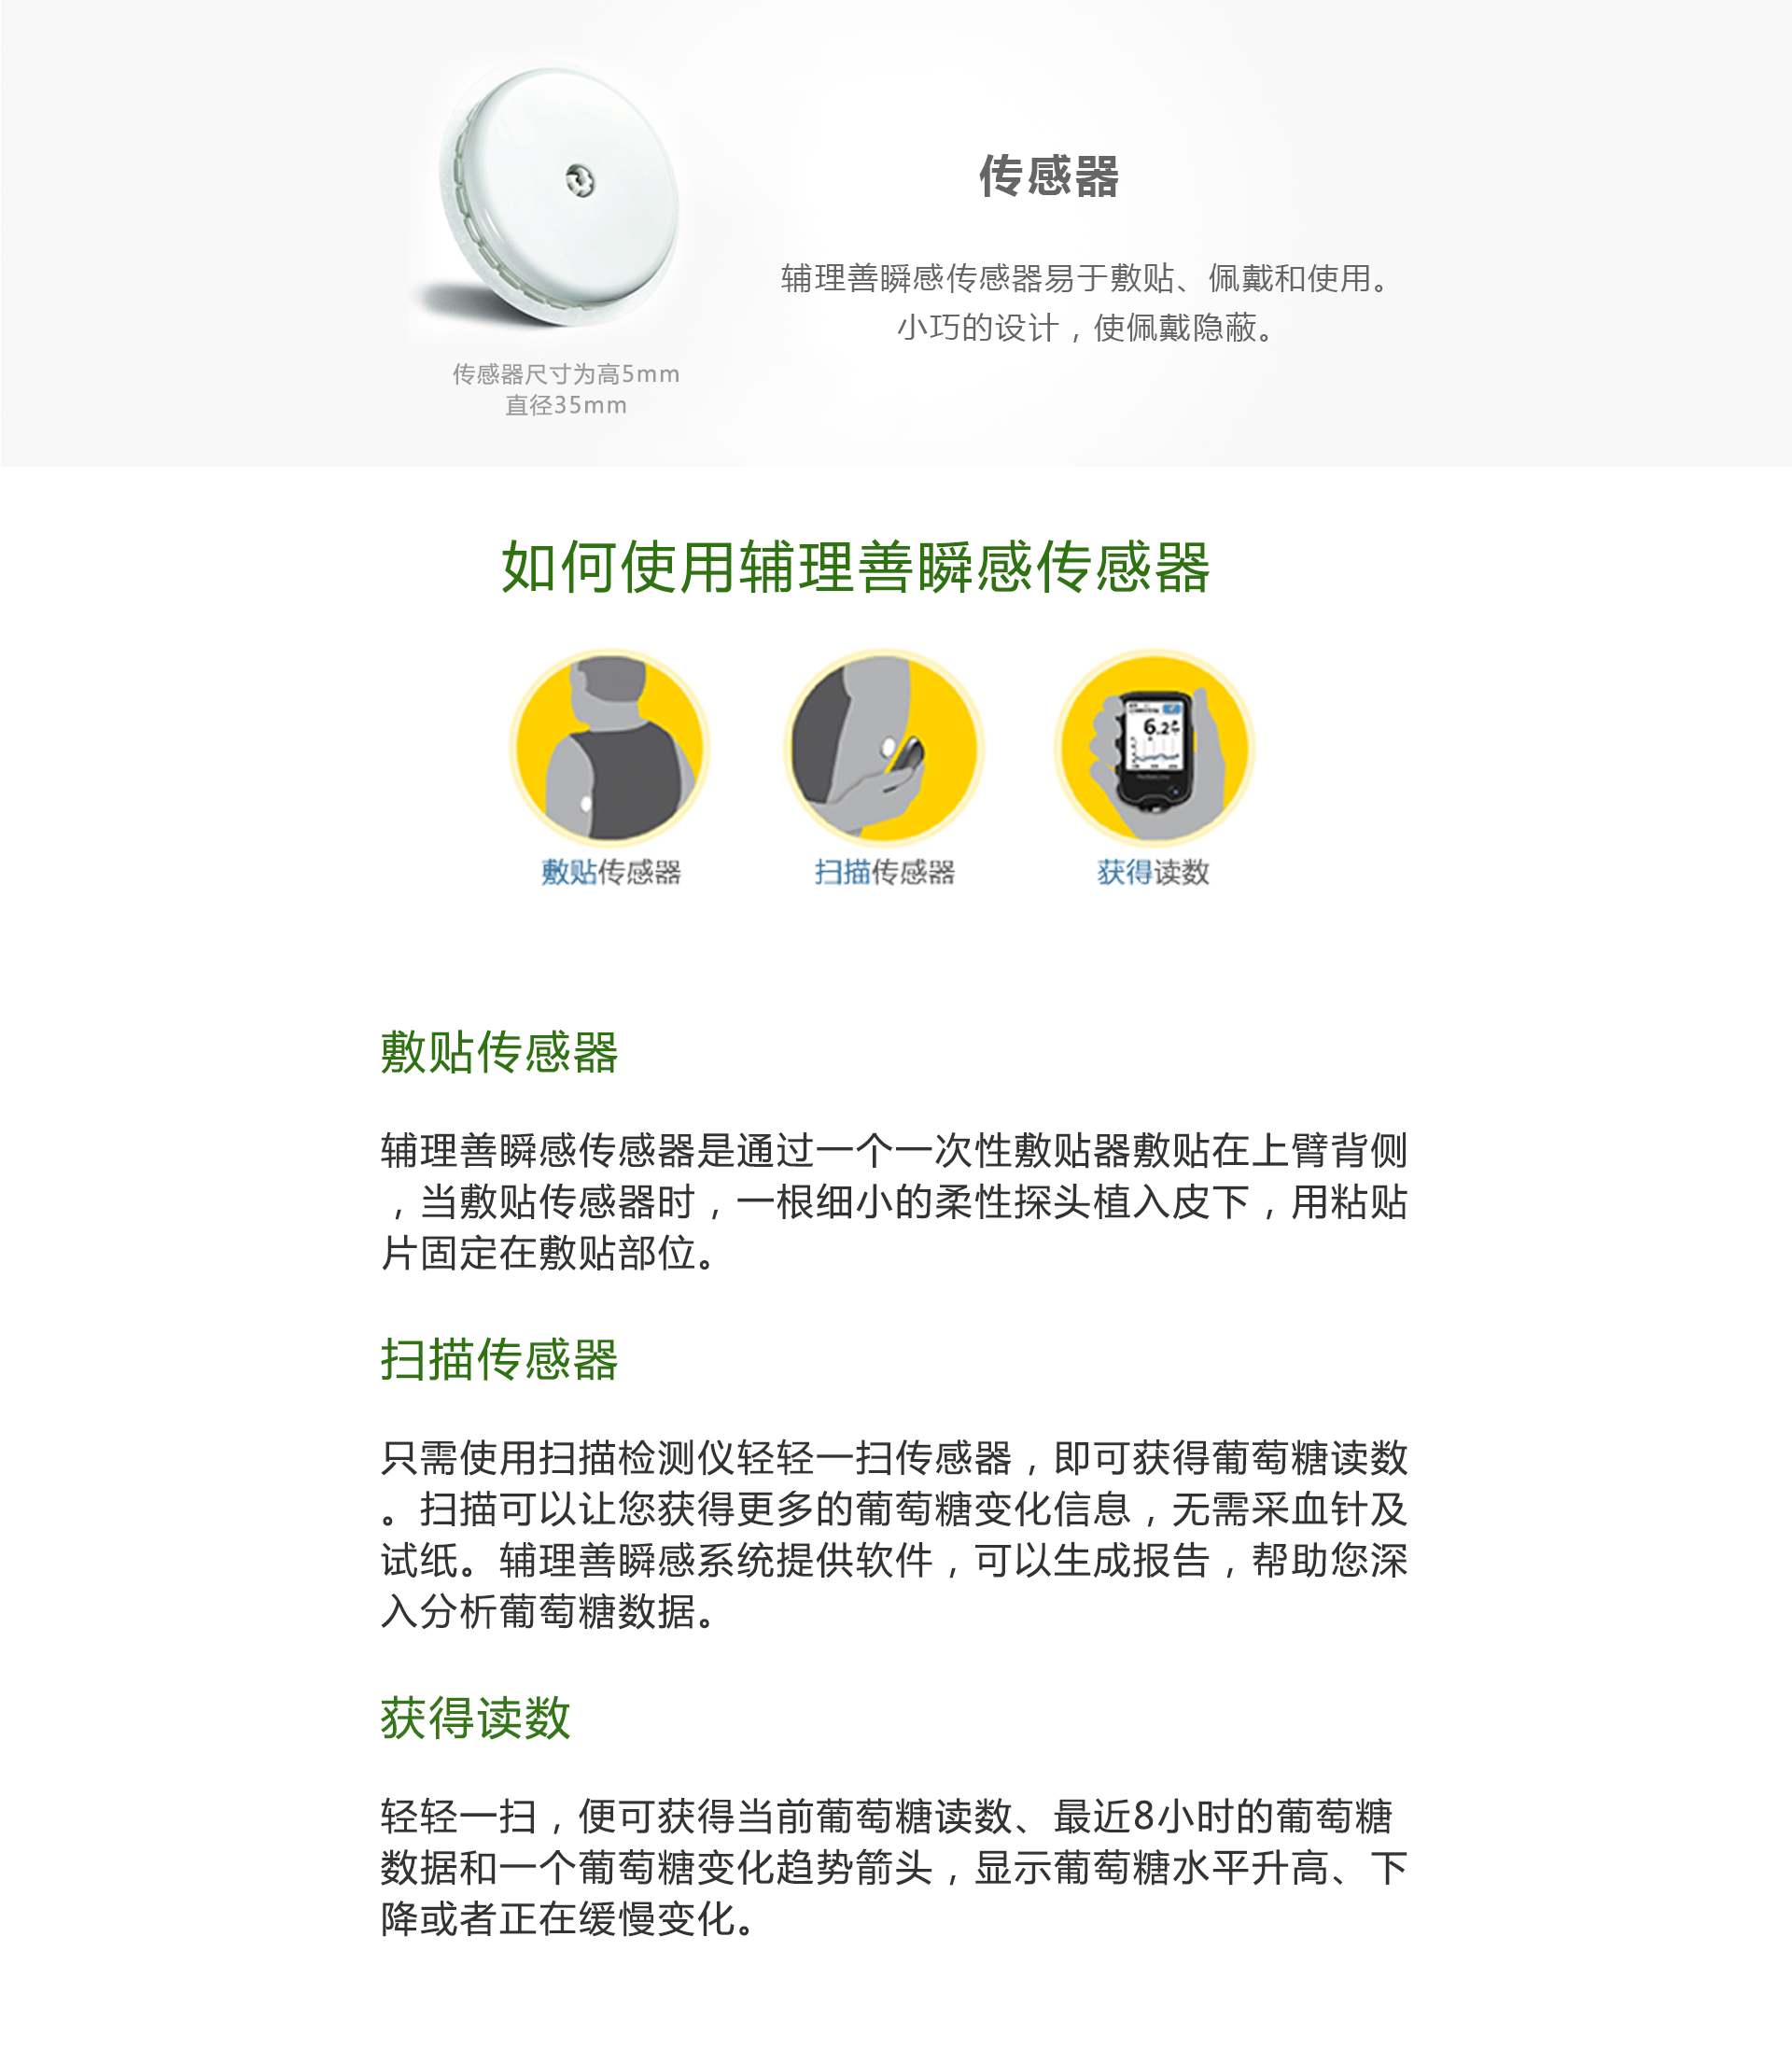 传感器
辅理善瞬感传感器易于敷贴、佩戴和使用。
小巧的设计，使佩戴隐蔽。
传感器尺寸为高5mm
直径35mm
如何使用辅理善瞬感传感器
6.2
敷贴传感器
扫描传感器
获得读数
敷贴传感器
辅理善瞬感传感器是通过一个一次性敷贴器敷贴在上臂背侧
，当敷贴传感器时，一根细小的柔性探头植入皮下，用粘贴
片固定在敷贴部位。
扫描传感器
只需使用扫描检测仪轻轻一扫传感器，即可获得葡萄糖读数
。扫描可以让您获得更多的葡萄糖变化信息，无需采血针及
试纸。辅理善瞬感系统提供软件，可以生成报告，帮助您深
入分析葡萄糖数据。
获得读数
轻轻一扫，便可获得当前葡萄糖读数、最近8小时的葡萄糖
数据和一个葡萄糖变化趋势箭头，显示葡萄糖水平升高、下
降或者正在缓慢变化。